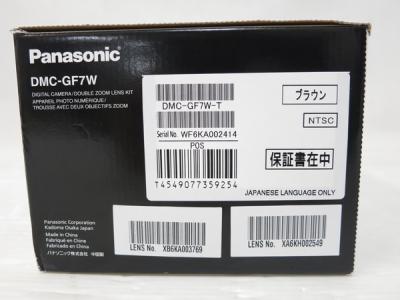 Panasonic
DMC-GF7W
DIGITAL CAMERA/DOUBLE ZOOM LENS KIT
APPAREIL PHOTO NUMÉRIQUE/
TROUSSE AVEC DEUX OBJECTIFS ZOOM
DMC-GF7W-T
Serial No. WF6KA002414
POS
T4549077359254
ブラウン
NTSC
保証書在中
JAPANESE LANGUAGE ONLY
Panasonic Corporation
Kadoma Osaka Japan
Made in China
Fabriqué en Chine
Fabricado en China
パナソニック株式会社 中国製
LENS No. XB6KA003769
LENS No. XA6KH002549